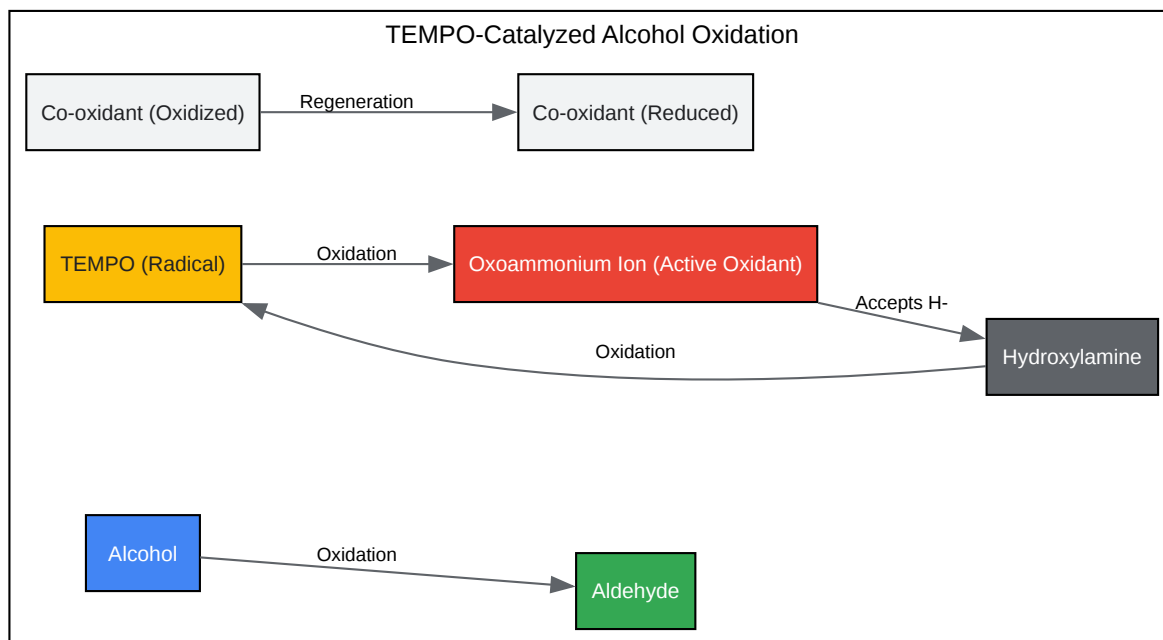 TEMPO-Catalyzed Alcohol Oxidation
Co-oxidant (Oxidized)
Regeneration
Co-oxidant (Reduced)
TEMPO (Radical)
Oxidation
Oxoammonium Ion (Active Oxidant)
Accepts H-
Oxidation
Hydroxylamine
Alcohol
Oxidation
Aldehyde